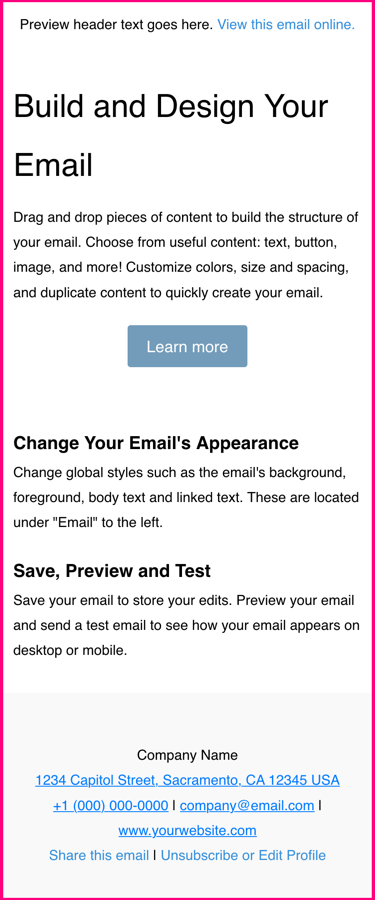 Preview header text goes here. View this email online.
Build and Design Your
Email
Drag and drop pieces of content to build the structure of
your email. Choose from useful content: text, button,
image, and more! Customize colors, size and spacing,
and duplicate content to quickly create your email.
Learn more
Change Your Email's Appearance
Change global styles such as the email's background,
foreground, body text and linked text. These are located
under "Email" to the left.
Save, Preview and Test
Save your email to store your edits. Preview your email
and send a test email to see how your email appears on
desktop or mobile.
Company Name
1234 Capitol Street, Sacramento, CA 12345 USA
+1 (000) 000-0000 | company@email.com |
www.yourwebsite.com
Share this email | Unsubscribe or Edit Profile